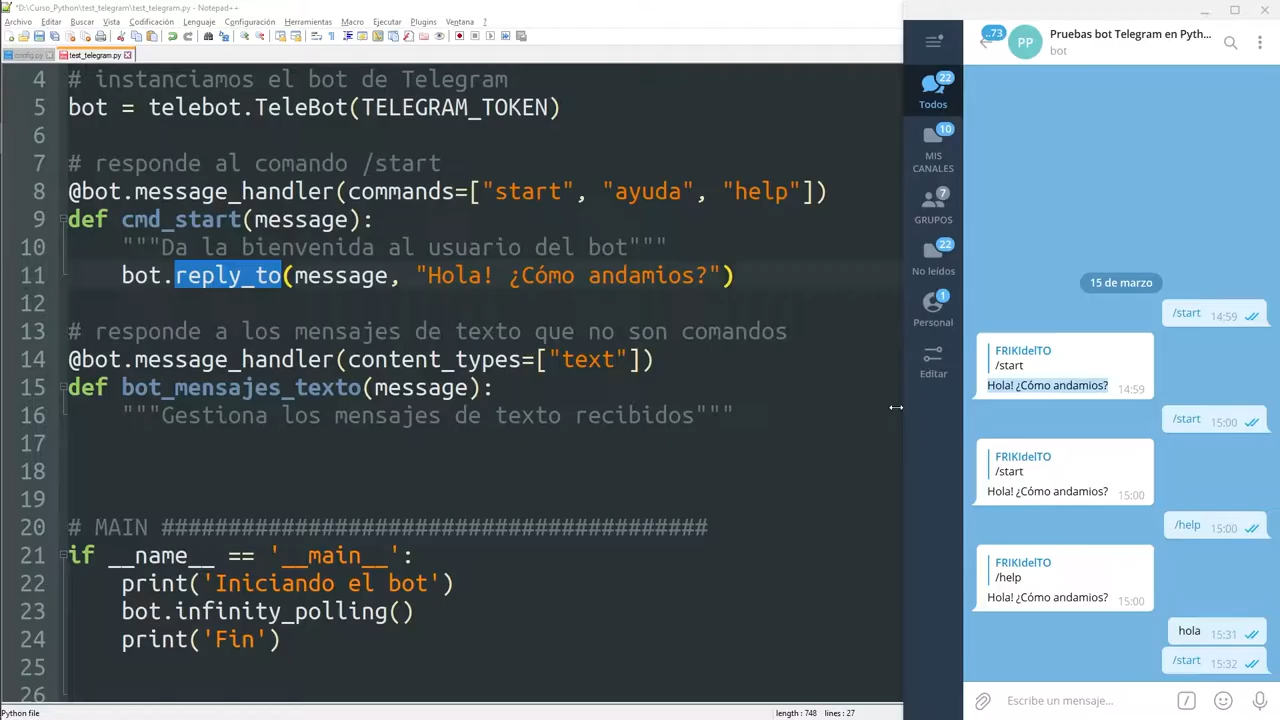 *D:\Curso_Python\test_telegram\test_telegram.py - Notepad++
Archivo Editar Buscar Vista Codificación Lenguaje Configuración Herramientas Macro Ejecutar Plugins Ventana ?
config.py test_telegram.py
4 # instanciamos el bot de Telegram
5 bot = telebot.TeleBot(TELEGRAM_TOKEN)
6
7 # responde al comando /start
8 @bot.message_handler(commands=["start", "ayuda", "help"])
9 def cmd_start(message):
10 """Da la bienvenida al usuario del bot"""
11 bot.reply_to(message, "Hola! ¿Cómo andamios?")
12
13 # responde a los mensajes de texto que no son comandos
14 @bot.message_handler(content_types=["text"])
15 def bot_mensajes_texto(message):
16 """Gestiona los mensajes de texto recibidos"""
17
18
19
20 # MAIN #########################################
21 if __name__ == '__main__':
22 print('Iniciando el bot')
23 bot.infinity_polling()
24 print('Fin')
25
26
Python file length : 748 lines : 27
22
Todos
10
MIS
CANALES
7
GRUPOS
22
No leídos
1
Personal
Editar
..73
PP
Pruebas bot Telegram en Pyth...
bot
15 de marzo
/start 14:59
FRIKIdelTO
/start
Hola! ¿Cómo andamios? 14:59
/start 15:00
FRIKIdelTO
/start
Hola! ¿Cómo andamios? 15:00
/help 15:00
FRIKIdelTO
/help
Hola! ¿Cómo andamios? 15:00
hola 15:31
/start 15:32
Escribe un mensaje...